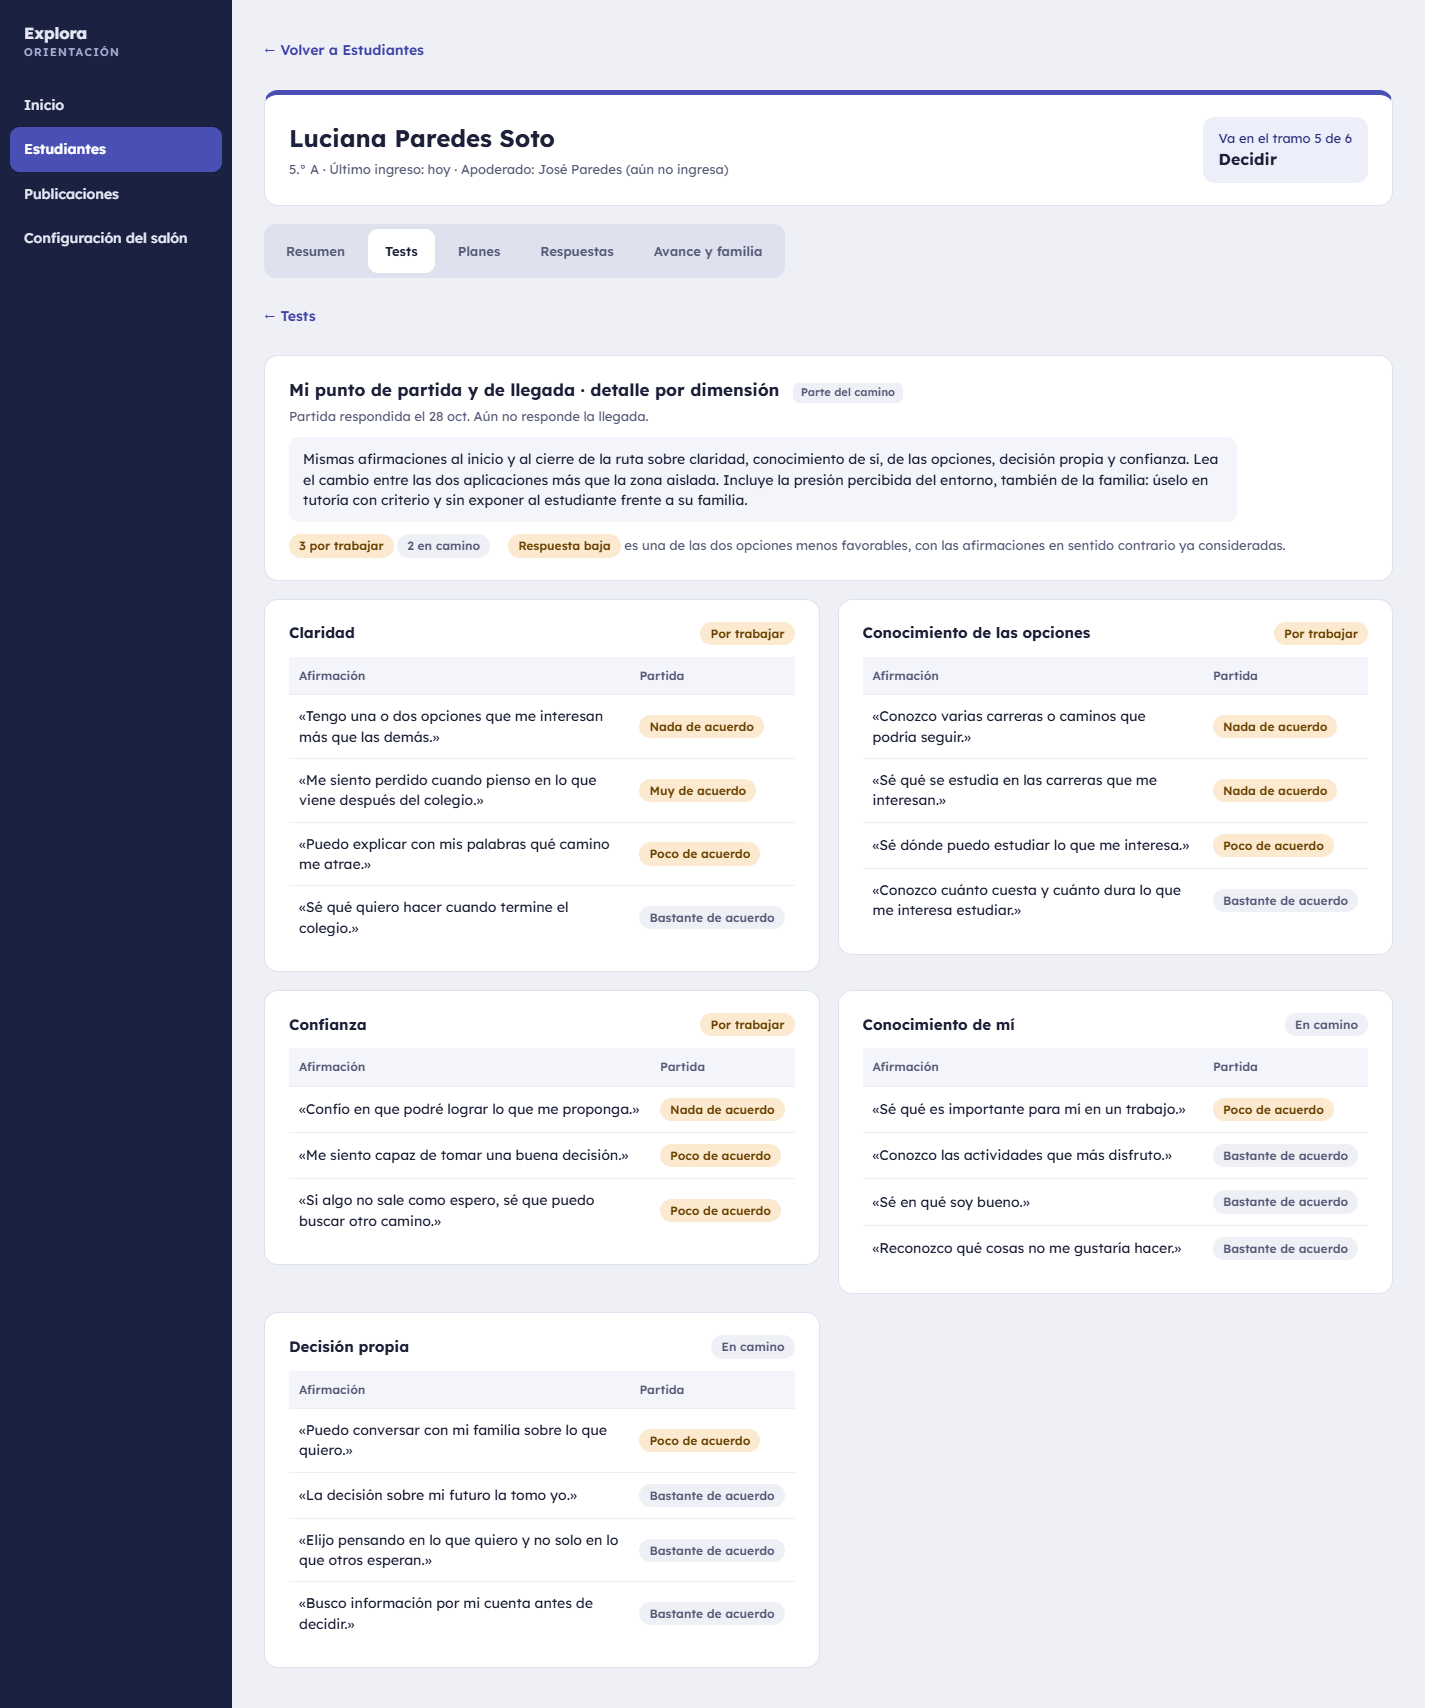 Explora
ORIENTACIÓN
Inicio
Estudiantes
Publicaciones
Configuración del salón
← Volver a Estudiantes
Luciana Paredes Soto
5.° A · Último ingreso: hoy · Apoderado: José Paredes (aún no ingresa)
Va en el tramo 5 de 6
Decidir
Resumen Tests Planes Respuestas Avance y familia
← Tests
Mi punto de partida y de llegada · detalle por dimensión Parte del camino
Partida respondida el 28 oct. Aún no responde la llegada.
Mismas afirmaciones al inicio y al cierre de la ruta sobre claridad, conocimiento de sí, de las opciones, decisión propia y confianza. Lea
el cambio entre las dos aplicaciones más que la zona aislada. Incluye la presión percibida del entorno, también de la familia: úselo en
tutoría con criterio y sin exponer al estudiante frente a su familia.
3 por trabajar 2 en camino Respuesta baja es una de las dos opciones menos favorables, con las afirmaciones en sentido contrario ya consideradas.
Claridad Por trabajar
Afirmación Partida
«Tengo una o dos opciones que me interesan
más que las demás.» Nada de acuerdo
«Me siento perdido cuando pienso en lo que
viene después del colegio.» Muy de acuerdo
«Puedo explicar con mis palabras qué camino
me atrae.» Poco de acuerdo
«Sé qué quiero hacer cuando termine el
colegio.» Bastante de acuerdo
Conocimiento de las opciones Por trabajar
Afirmación Partida
«Conozco varias carreras o caminos que
podría seguir.» Nada de acuerdo
«Sé qué se estudia en las carreras que me
interesan.» Nada de acuerdo
«Sé dónde puedo estudiar lo que me interesa.» Poco de acuerdo
«Conozco cuánto cuesta y cuánto dura lo que
me interesa estudiar.» Bastante de acuerdo
Confianza Por trabajar
Afirmación Partida
«Confío en que podré lograr lo que me proponga.» Nada de acuerdo
«Me siento capaz de tomar una buena decisión.» Poco de acuerdo
«Si algo no sale como espero, sé que puedo
buscar otro camino.» Poco de acuerdo
Conocimiento de mí En camino
Afirmación Partida
«Sé qué es importante para mí en un trabajo.» Poco de acuerdo
«Conozco las actividades que más disfruto.» Bastante de acuerdo
«Sé en qué soy bueno.» Bastante de acuerdo
«Reconozco qué cosas no me gustaría hacer.» Bastante de acuerdo
Decisión propia En camino
Afirmación Partida
«Puedo conversar con mi familia sobre lo que
quiero.» Poco de acuerdo
«La decisión sobre mi futuro la tomo yo.» Bastante de acuerdo
«Elijo pensando en lo que quiero y no solo en lo
que otros esperan.» Bastante de acuerdo
«Busco información por mi cuenta antes de
decidir.» Bastante de acuerdo